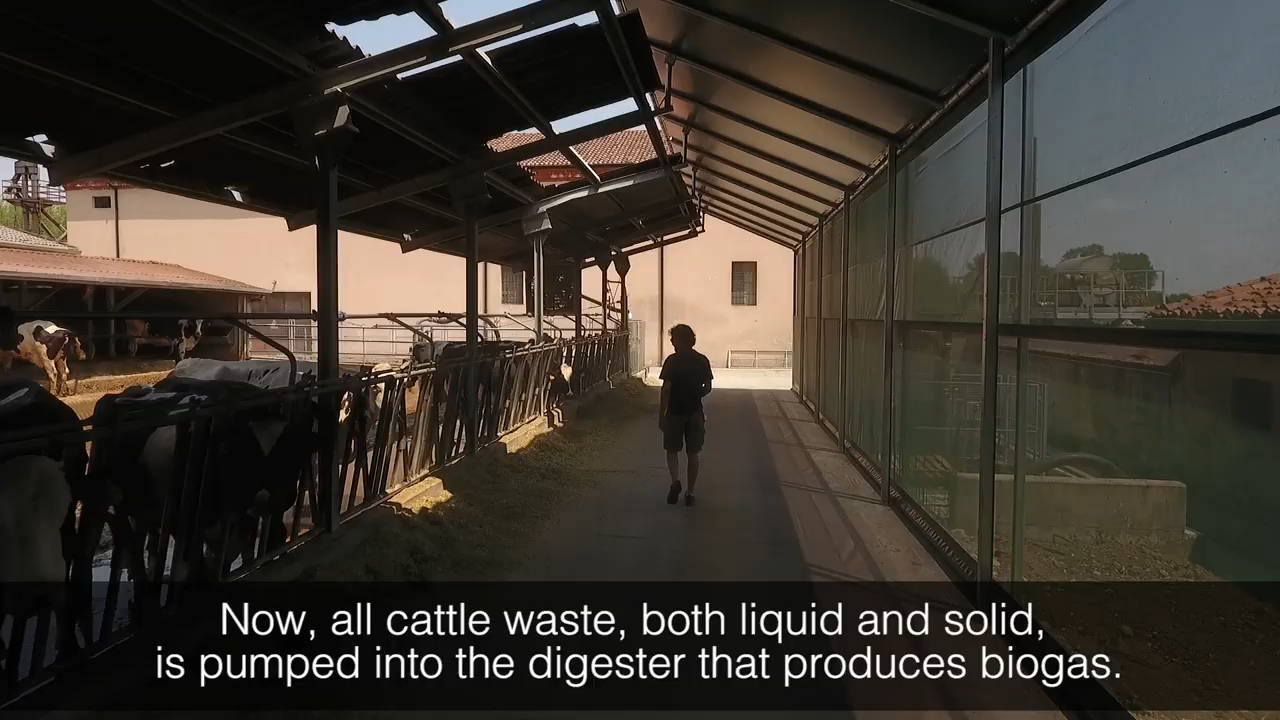 Now, all cattle waste, both liquid and solid,
is pumped into the digester that produces biogas.